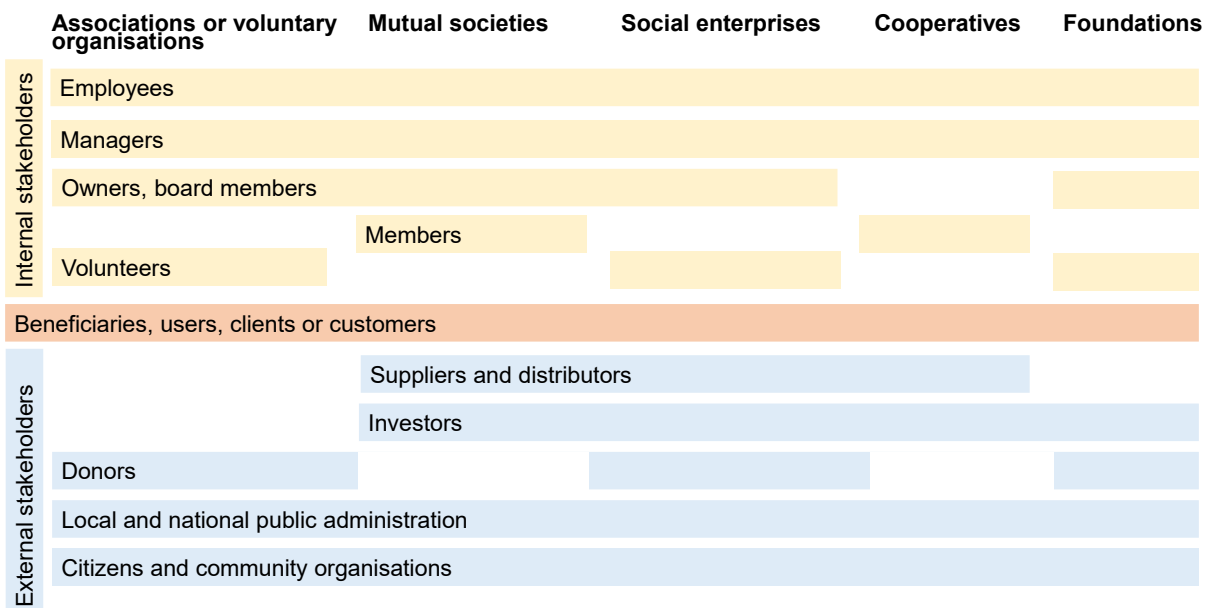 Associations or voluntary
organisations
Mutual societies
Social enterprises
Cooperatives
Foundations
Internal stakeholders
Employees
Managers
Owners, board members
Members
Volunteers
Beneficiaries, users, clients or customers
External stakeholders
Suppliers and distributors
Investors
Donors
Local and national public administration
Citizens and community organisations